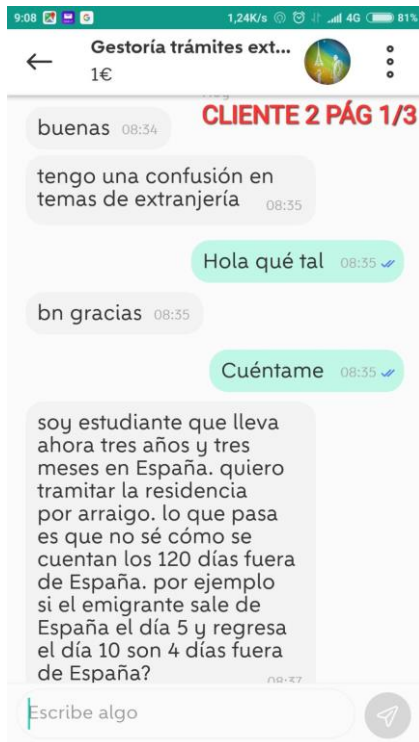 9:08 1,24K/s 4G 81%
Gestoría trámites ext...
1€
CLIENTE 2 PÁG 1/3
buenas 08:34
tengo una confusión en
temas de extranjería 08:35
Hola qué tal 08:35
bn gracias 08:35
Cuéntame 08:35
soy estudiante que lleva
ahora tres años y tres
meses en España. quiero
tramitar la residencia
por arraigo. lo que pasa
es que no sé cómo se
cuentan los 120 días fuera
de España. por ejemplo
si el emigrante sale de
España el día 5 y regresa
el día 10 son 4 días fuera
de España? 08:37
Escribe algo